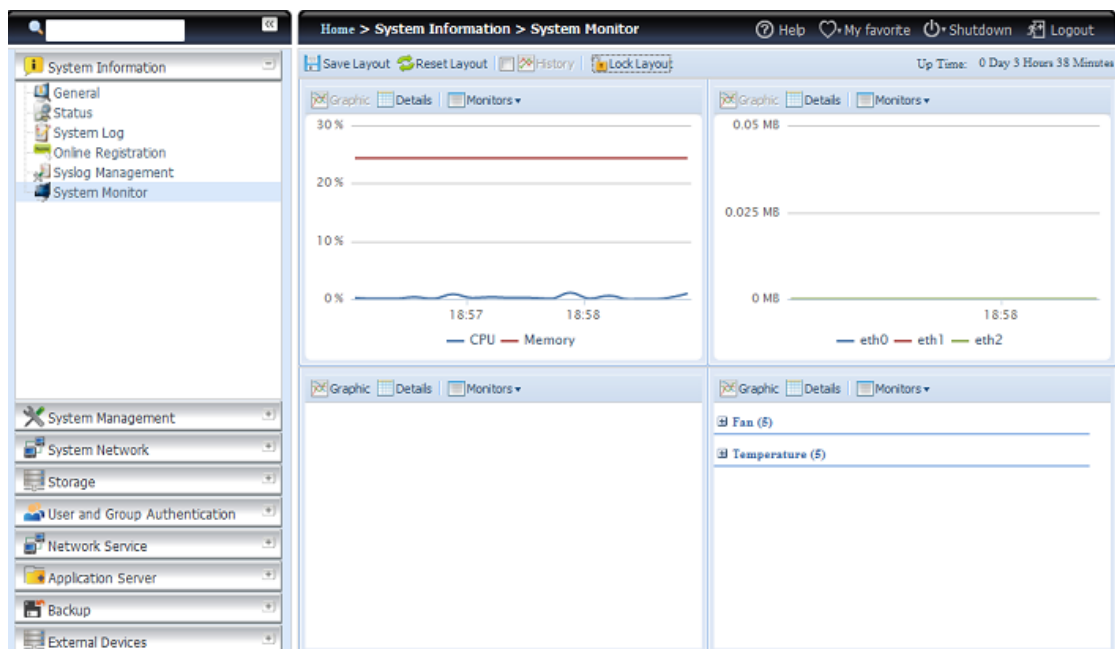 Home > System Information > System Monitor
Help My favorite Shutdown Logout
System Information
General
Status
System Log
Online Registration
Syslog Management
System Monitor
System Management
System Network
Storage
User and Group Authentication
Network Service
Application Server
Backup
External Devices
Save Layout Reset Layout History Lock Layout
Up Time: 0 Day 3 Hours 38 Minutes
Graphic Details Monitors
30 %
20 %
10 %
0 %
18:57 18:58
CPU Memory
Graphic Details Monitors
0.05 MB
0.025 MB
0 MB
18:58
eth0 eth1 eth2
Graphic Details Monitors
Graphic Details Monitors
Fan (5)
Temperature (5)